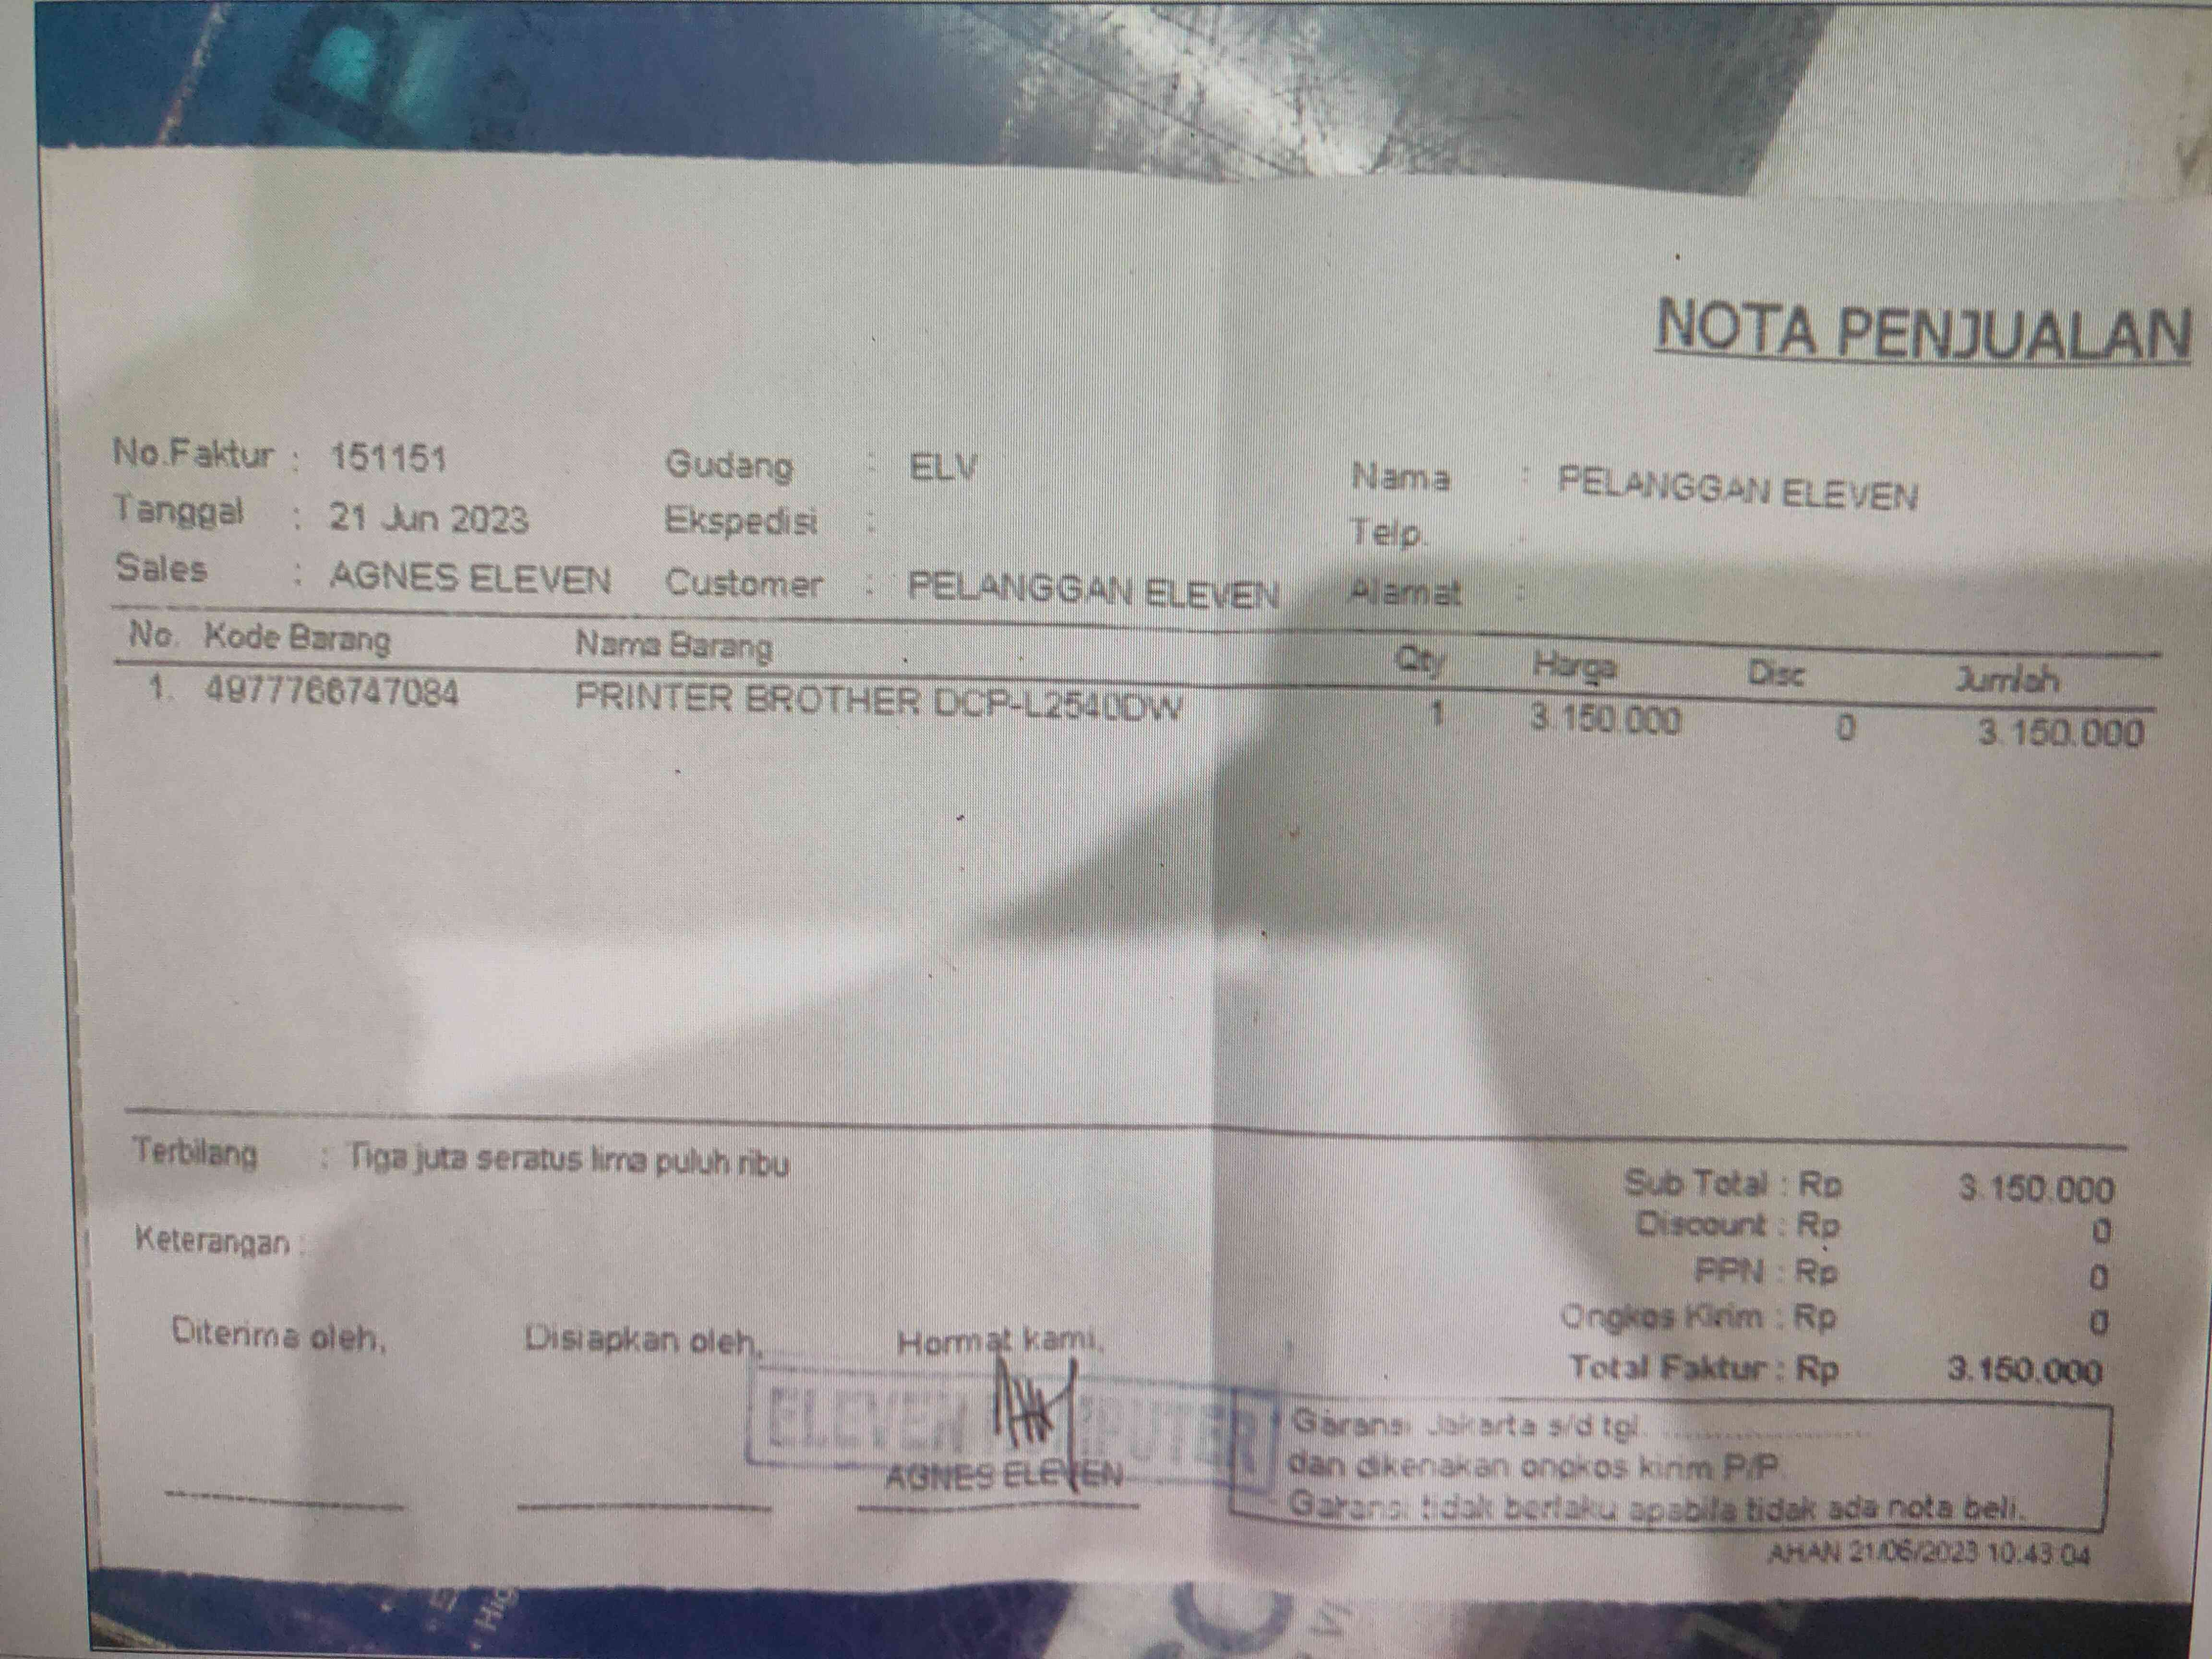 NOTA PENJUALAN
No.Faktur : 151151 Gudang : ELV Nama : PELANGGAN ELEVEN
Tanggal : 21 Jun 2023 Ekspedisi : Telp.
Sales : AGNES ELEVEN Customer : PELANGGAN ELEVEN Alamat :
No. Kode Barang Nama Barang Qty Harga Disc Jumlah
1. 4977766747084 PRINTER BROTHER DCP-L2540DW 1 3.150.000 0 3.150.000
Terbilang : Tiga juta seratus lima puluh ribu
Sub Total : Rp 3.150.000
Discount : Rp 0
Keterangan :
PPN : Rp 0
Ongkos Kirim : Rp 0
Total Faktur : Rp 3.150.000
Diterima oleh, Disiapkan oleh, Hormat kami,
ELEVEN
AGNES ELEVEN
Garansi Jakarta s/d tgl. ....................
dan dikenakan ongkos kirim P/P.
Garansi tidak berlaku apabila tidak ada nota beli.
AHAN 21/06/2023 10:43:04